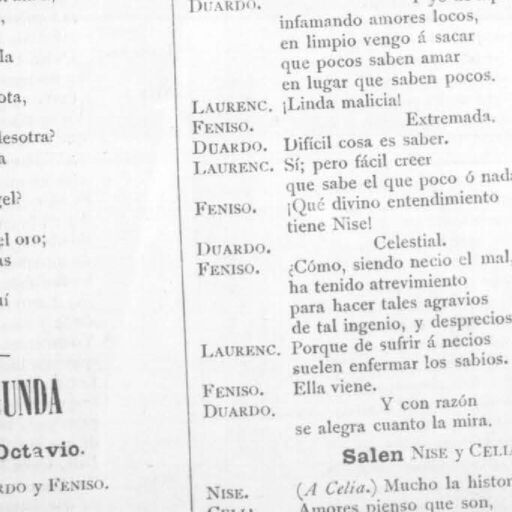 la
ota,
desotra?
a
gel?
el ojo;
as
uí
UNDA
Octavio.
RDO y FENISO.
DUARDO.
infamando amores locos,
en limpio vengo á sacar
que pocos saben amar
en lugar que saben pocos.
LAURENC. ¡Linda malicia!
FENISO. Extremada.
DUARDO. Difícil cosa es saber.
LAURENC. Sí; pero fácil creer
que sabe el que poco ó nada
FENISO. ¡Qué divino entendimiento
tiene Nise!
DUARDO. Celestial.
FENISO. ¿Cómo, siendo necio el mal,
ha tenido atrevimiento
para hacer tales agravios
de tal ingenio, y desprecios
LAURENC. Porque de sufrir á necios
suelen enfermar los sabios.
FENISO. Ella viene.
DUARDO. Y con razón
se alegra cuanto la mira.
Salen NISE y CELIA
NISE. (A Celia.) Mucho la histor
CELIA. Amores pienso que son,